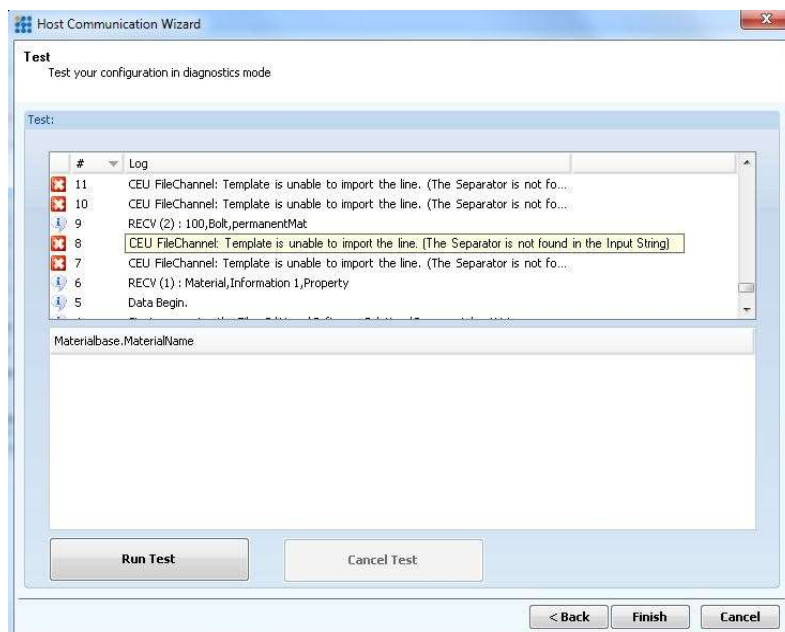 Host Communication Wizard
X
Test
Test your configuration in diagnostics mode
Test:
# Log
11 CEU FileChannel: Template is unable to import the line. (The Separator is not fo...
10 CEU FileChannel: Template is unable to import the line. (The Separator is not fo...
9 RECV (2) : 100,Bolt,permanentMat
8 CEU FileChannel: Template is unable to import the line. (The Separator is not found in the Input String)
7 CEU FileChannel: Template is unable to import the line. (The Separator is not fo...
6 RECV (1) : Material,Information 1,Property
5 Data Begin.
Materialbase.MaterialName
Run Test Cancel Test
< Back Finish Cancel